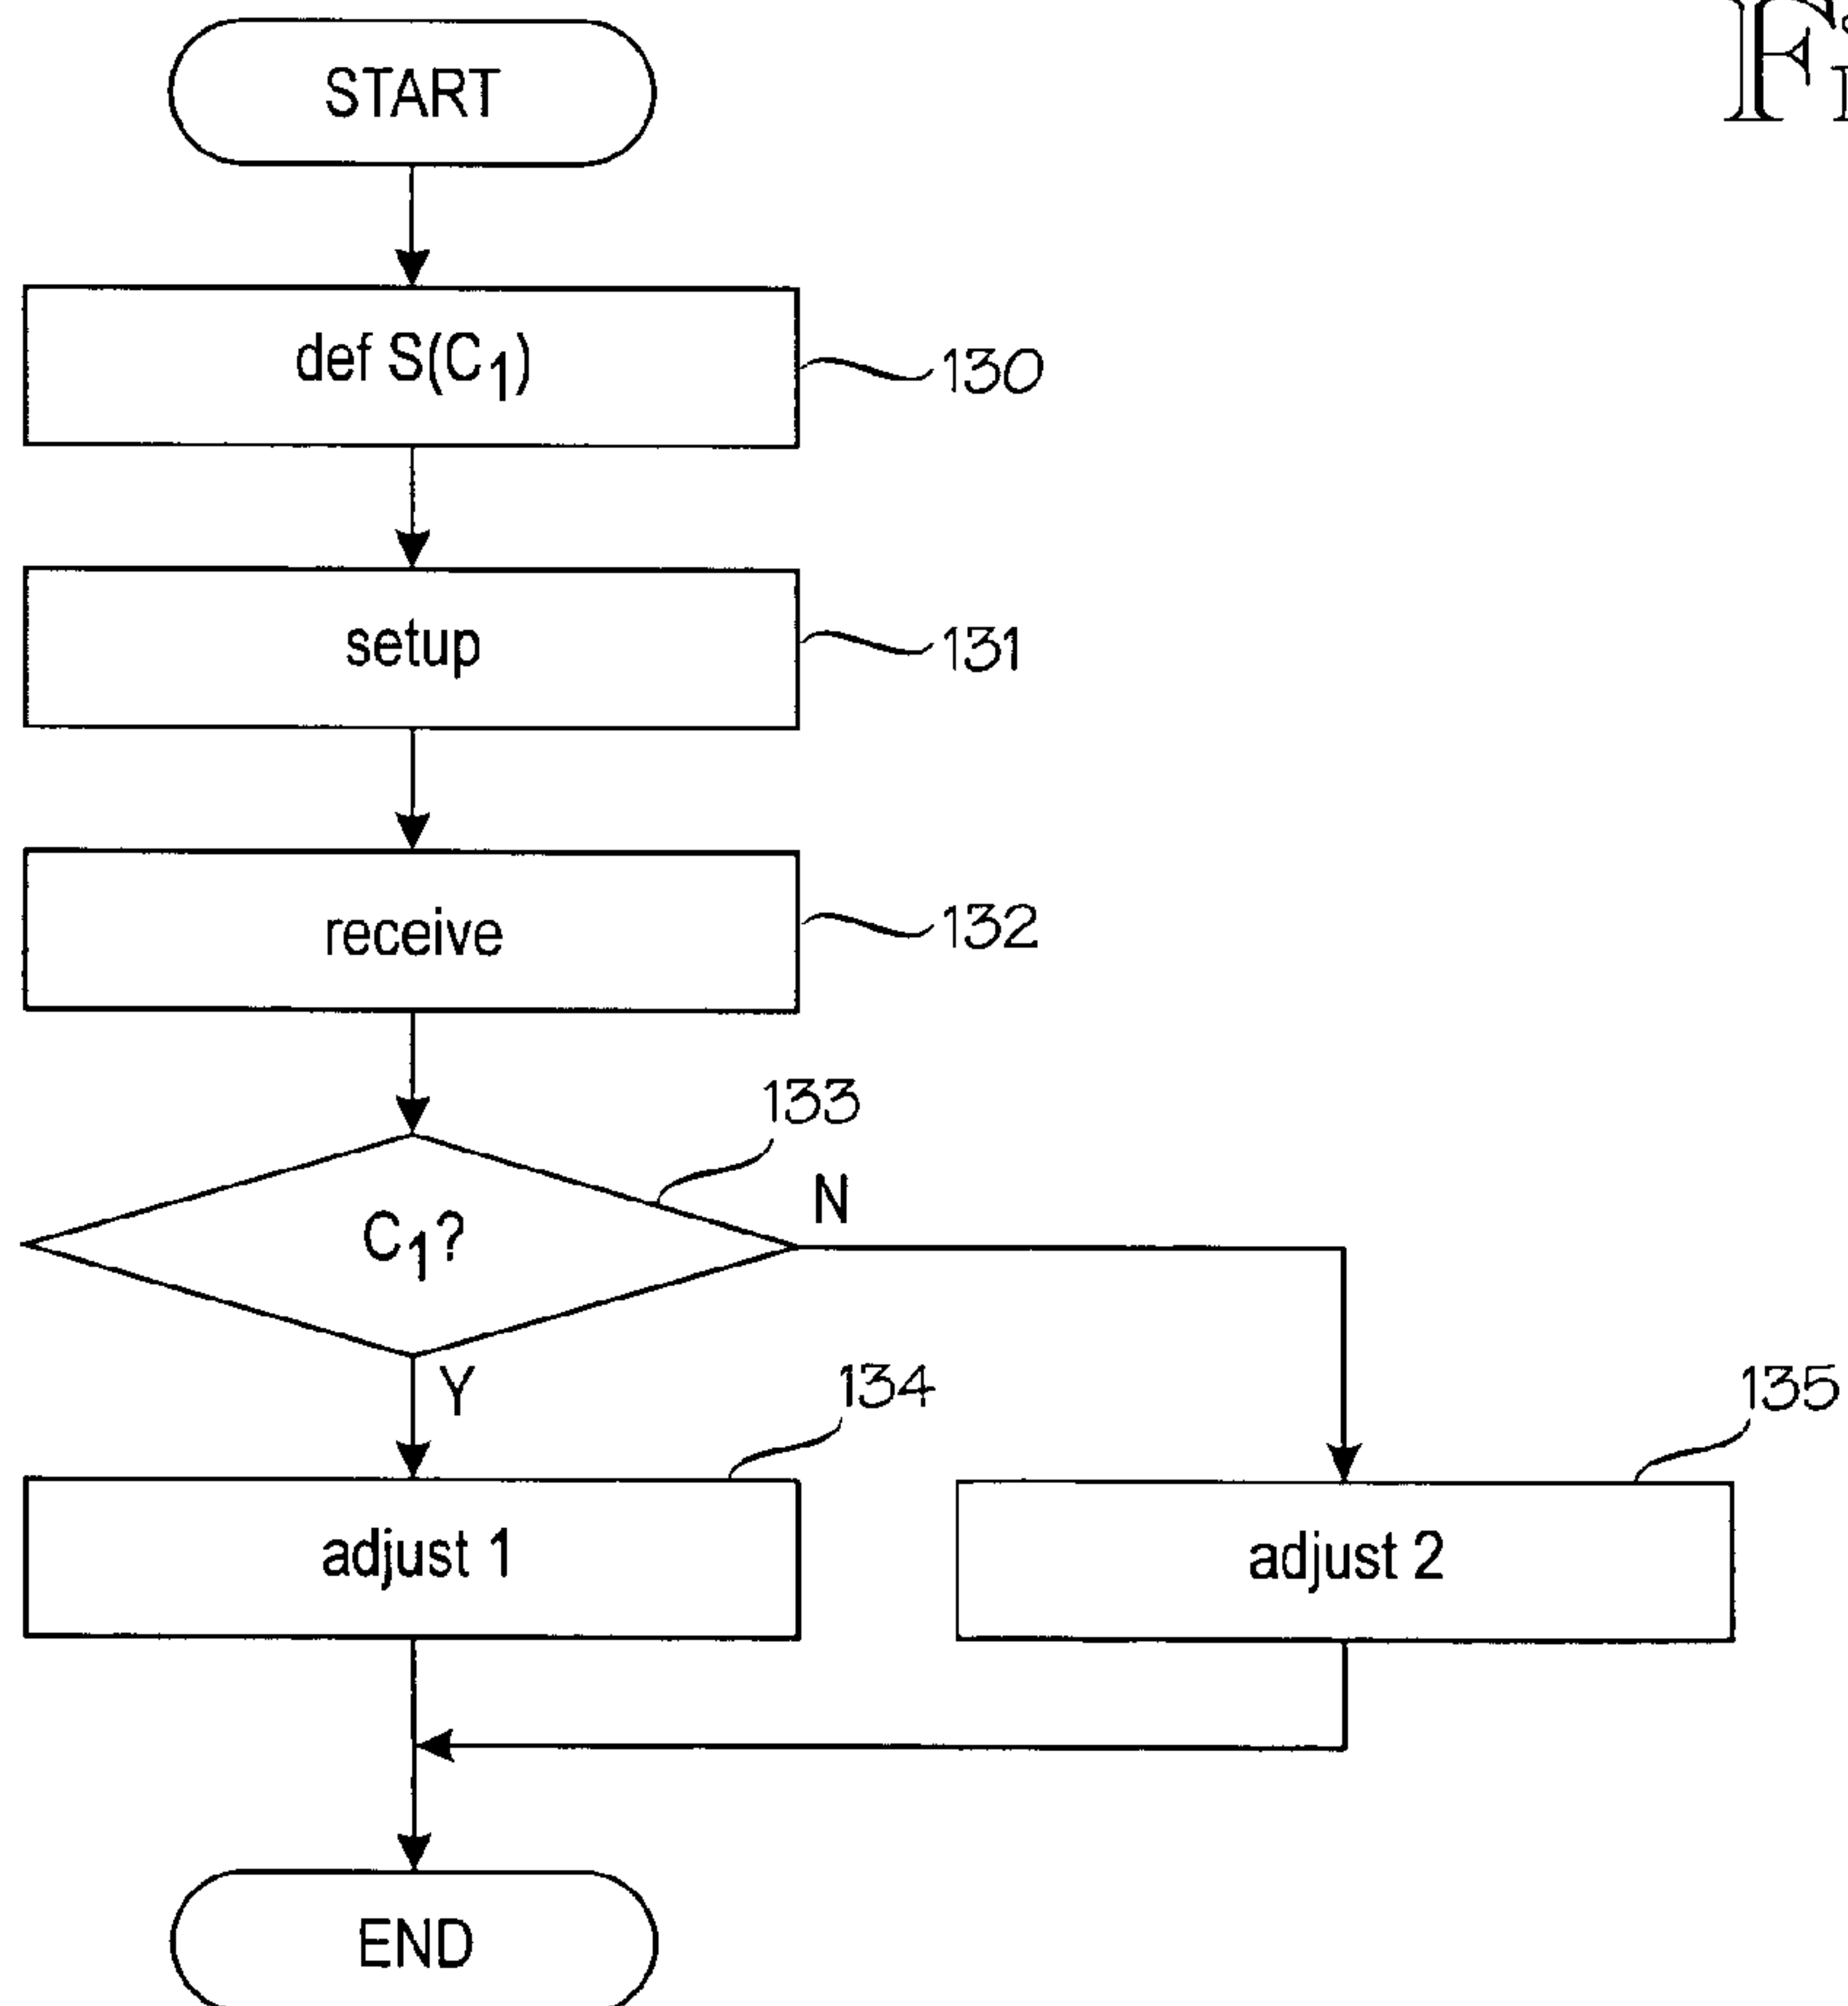 START
def S(C₁)
130
setup
131
receive
132
133
C₁?
N
Y
134
135
adjust 1
adjust 2
END